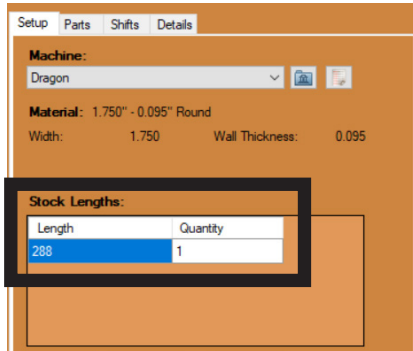 Setup Parts Shifts Details
Machine:
Dragon
Material: 1.750" - 0.095" Round
Width: 1.750 Wall Thickness: 0.095
Stock Lengths:
Length Quantity
288 1